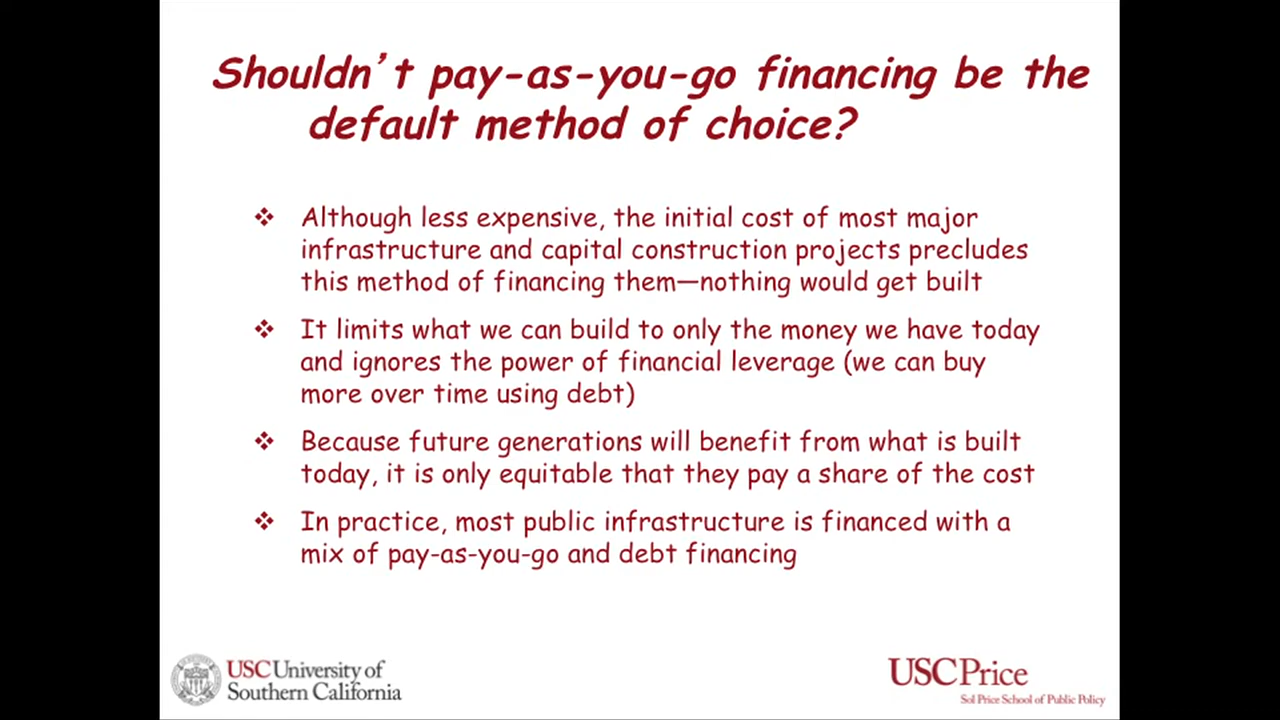 Shouldn't pay-as-you-go financing be the
default method of choice?
❖ Although less expensive, the initial cost of most major
infrastructure and capital construction projects precludes
this method of financing them—nothing would get built
❖ It limits what we can build to only the money we have today
and ignores the power of financial leverage (we can buy
more over time using debt)
❖ Because future generations will benefit from what is built
today, it is only equitable that they pay a share of the cost
❖ In practice, most public infrastructure is financed with a
mix of pay-as-you-go and debt financing
USC University of
Southern California
USC Price
Sol Price School of Public Policy